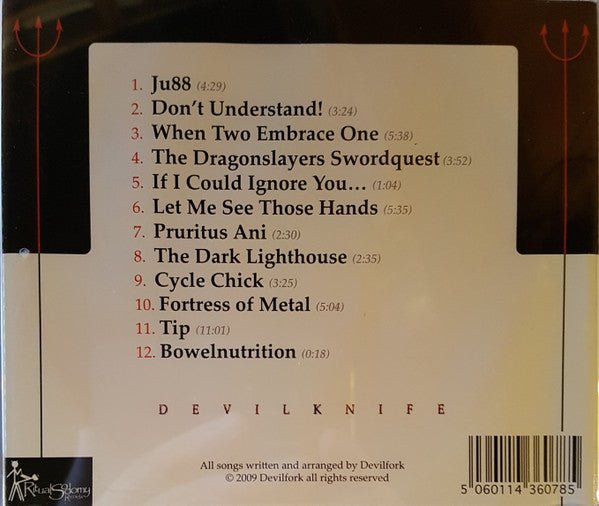 1. Ju88 (4:29)
2. Don't Understand! (3:24)
3. When Two Embrace One (5:38)
4. The Dragonslayers Swordquest (3:52)
5. If I Could Ignore You... (1:04)
6. Let Me See Those Hands (5:35)
7. Pruritus Ani (2:30)
8. The Dark Lighthouse (2:35)
9. Cycle Chick (3:25)
10. Fortress of Metal (5:04)
11. Tip (11:01)
12. Bowelnutrition (0:18)
DEVILKNIFE
All songs written and arranged by Devilfork
© 2009 Devilfork all rights reserved
Ritual Sodomy
Records
5 060114 360785